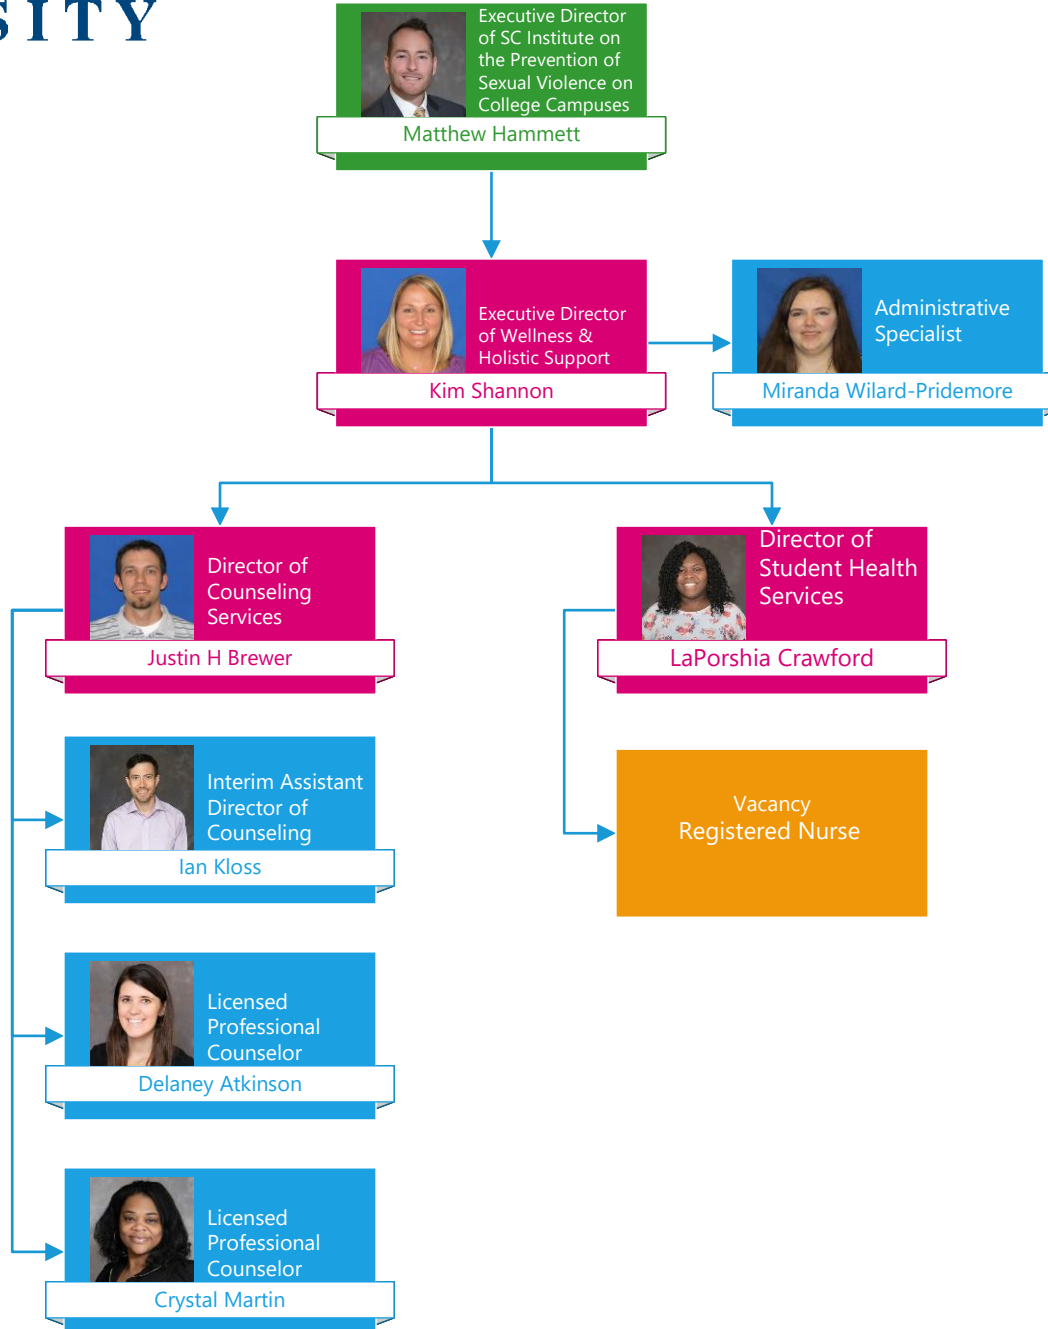 SITY
Executive Director
of SC Institute on
the Prevention of
Sexual Violence on
College Campuses
Matthew Hammett
Executive Director
of Wellness &
Holistic Support
Kim Shannon
Administrative
Specialist
Miranda Wilard-Pridemore
Director of
Counseling
Services
Justin H Brewer
Director of
Student Health
Services
LaPorshia Crawford
Interim Assistant
Director of
Counseling
Ian Kloss
Vacancy
Registered Nurse
Licensed
Professional
Counselor
Delaney Atkinson
Licensed
Professional
Counselor
Crystal Martin